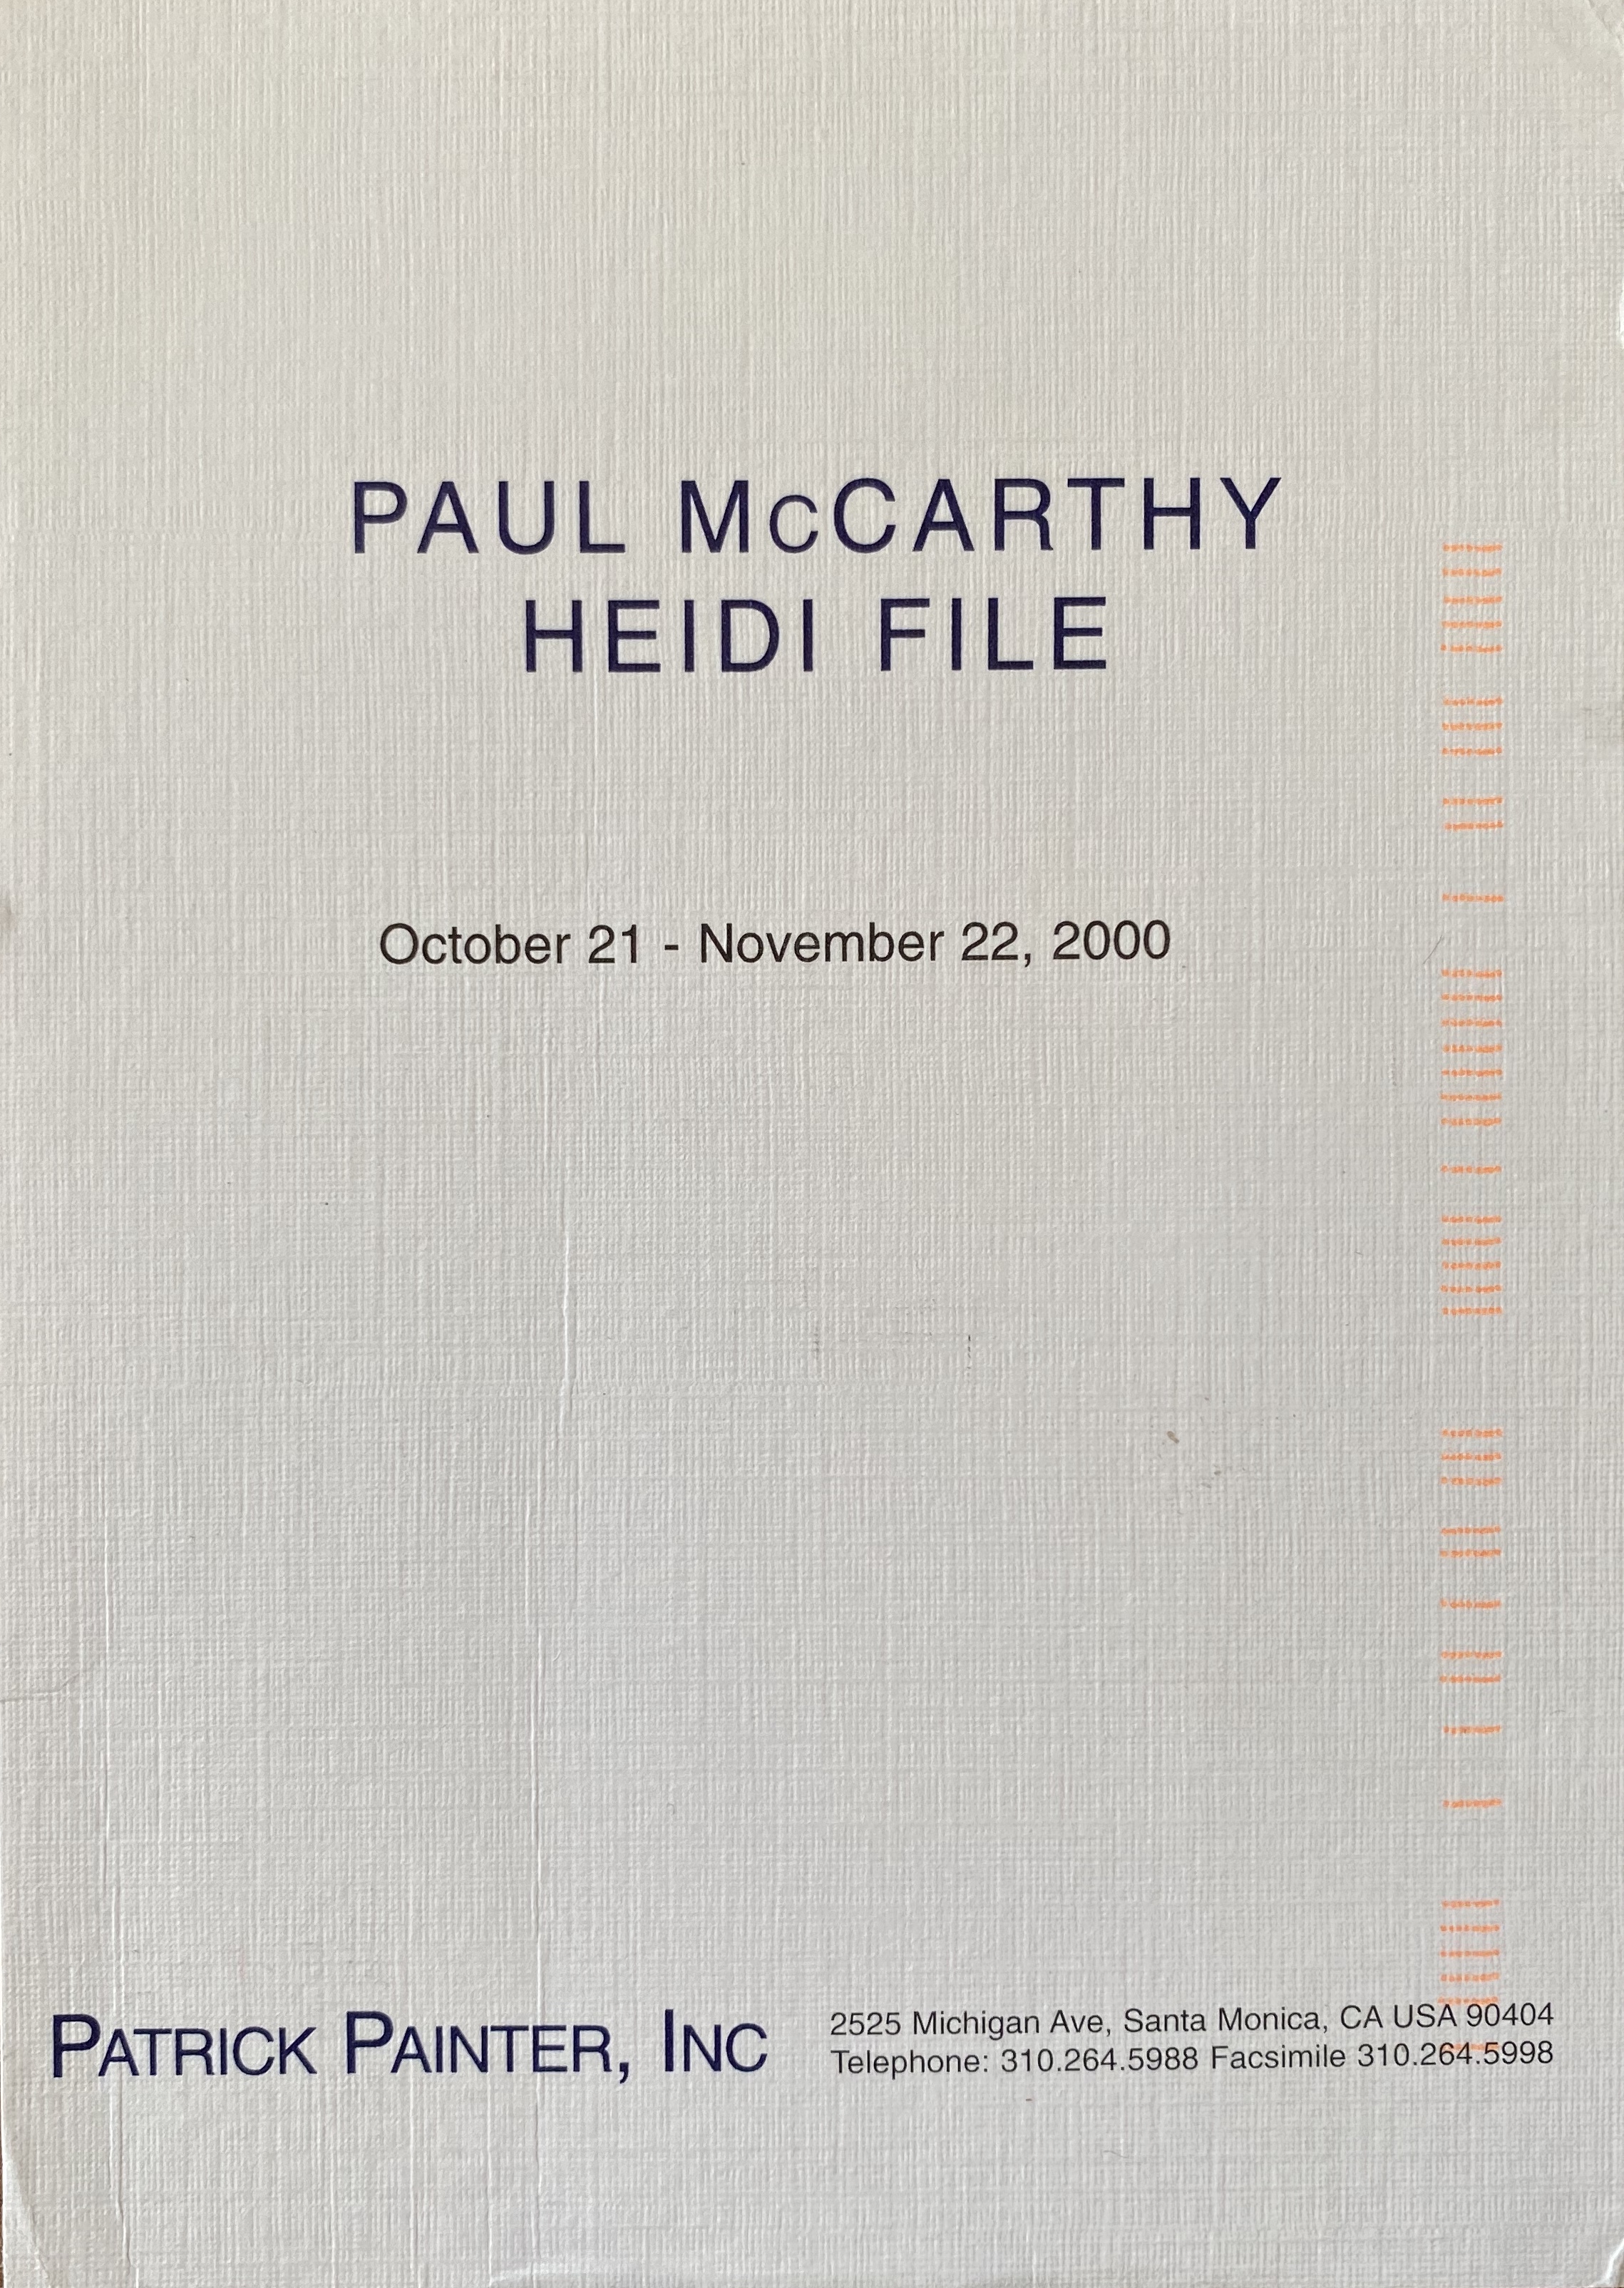 PAUL McCARTHY
HEIDI FILE
October 21 - November 22, 2000
PATRICK PAINTER, INC
2525 Michigan Ave, Santa Monica, CA USA 90404
Telephone: 310.264.5988 Facsimile 310.264.5998